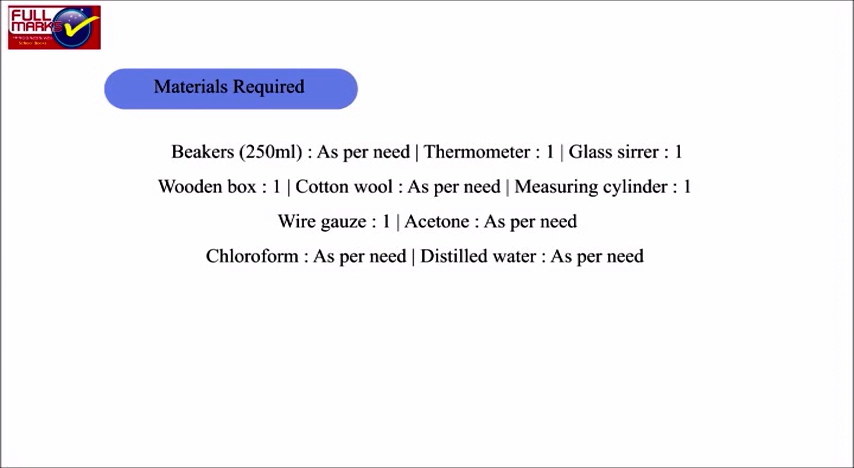 FULL
MARKS
School Books
Materials Required
Beakers (250ml) : As per need | Thermometer : 1 | Glass sirrer : 1
Wooden box : 1 | Cotton wool : As per need | Measuring cylinder : 1
Wire gauze : 1 | Acetone : As per need
Chloroform : As per need | Distilled water : As per need